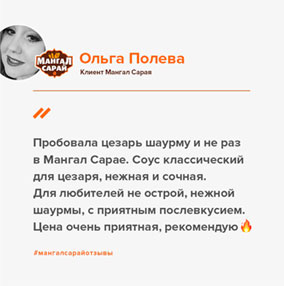 МАНГАЛ
САРАЙ
Ольга Полева
Клиент Мангал Сарая
Пробовала цезарь шаурму и не раз
в Мангал Сарае. Соус классический
для цезаря, нежная и сочная.
Для любителей не острой, нежной
шаурмы, с приятным послевкусием.
Цена очень приятная, рекомендую🔥
#мангалсарайотзывы